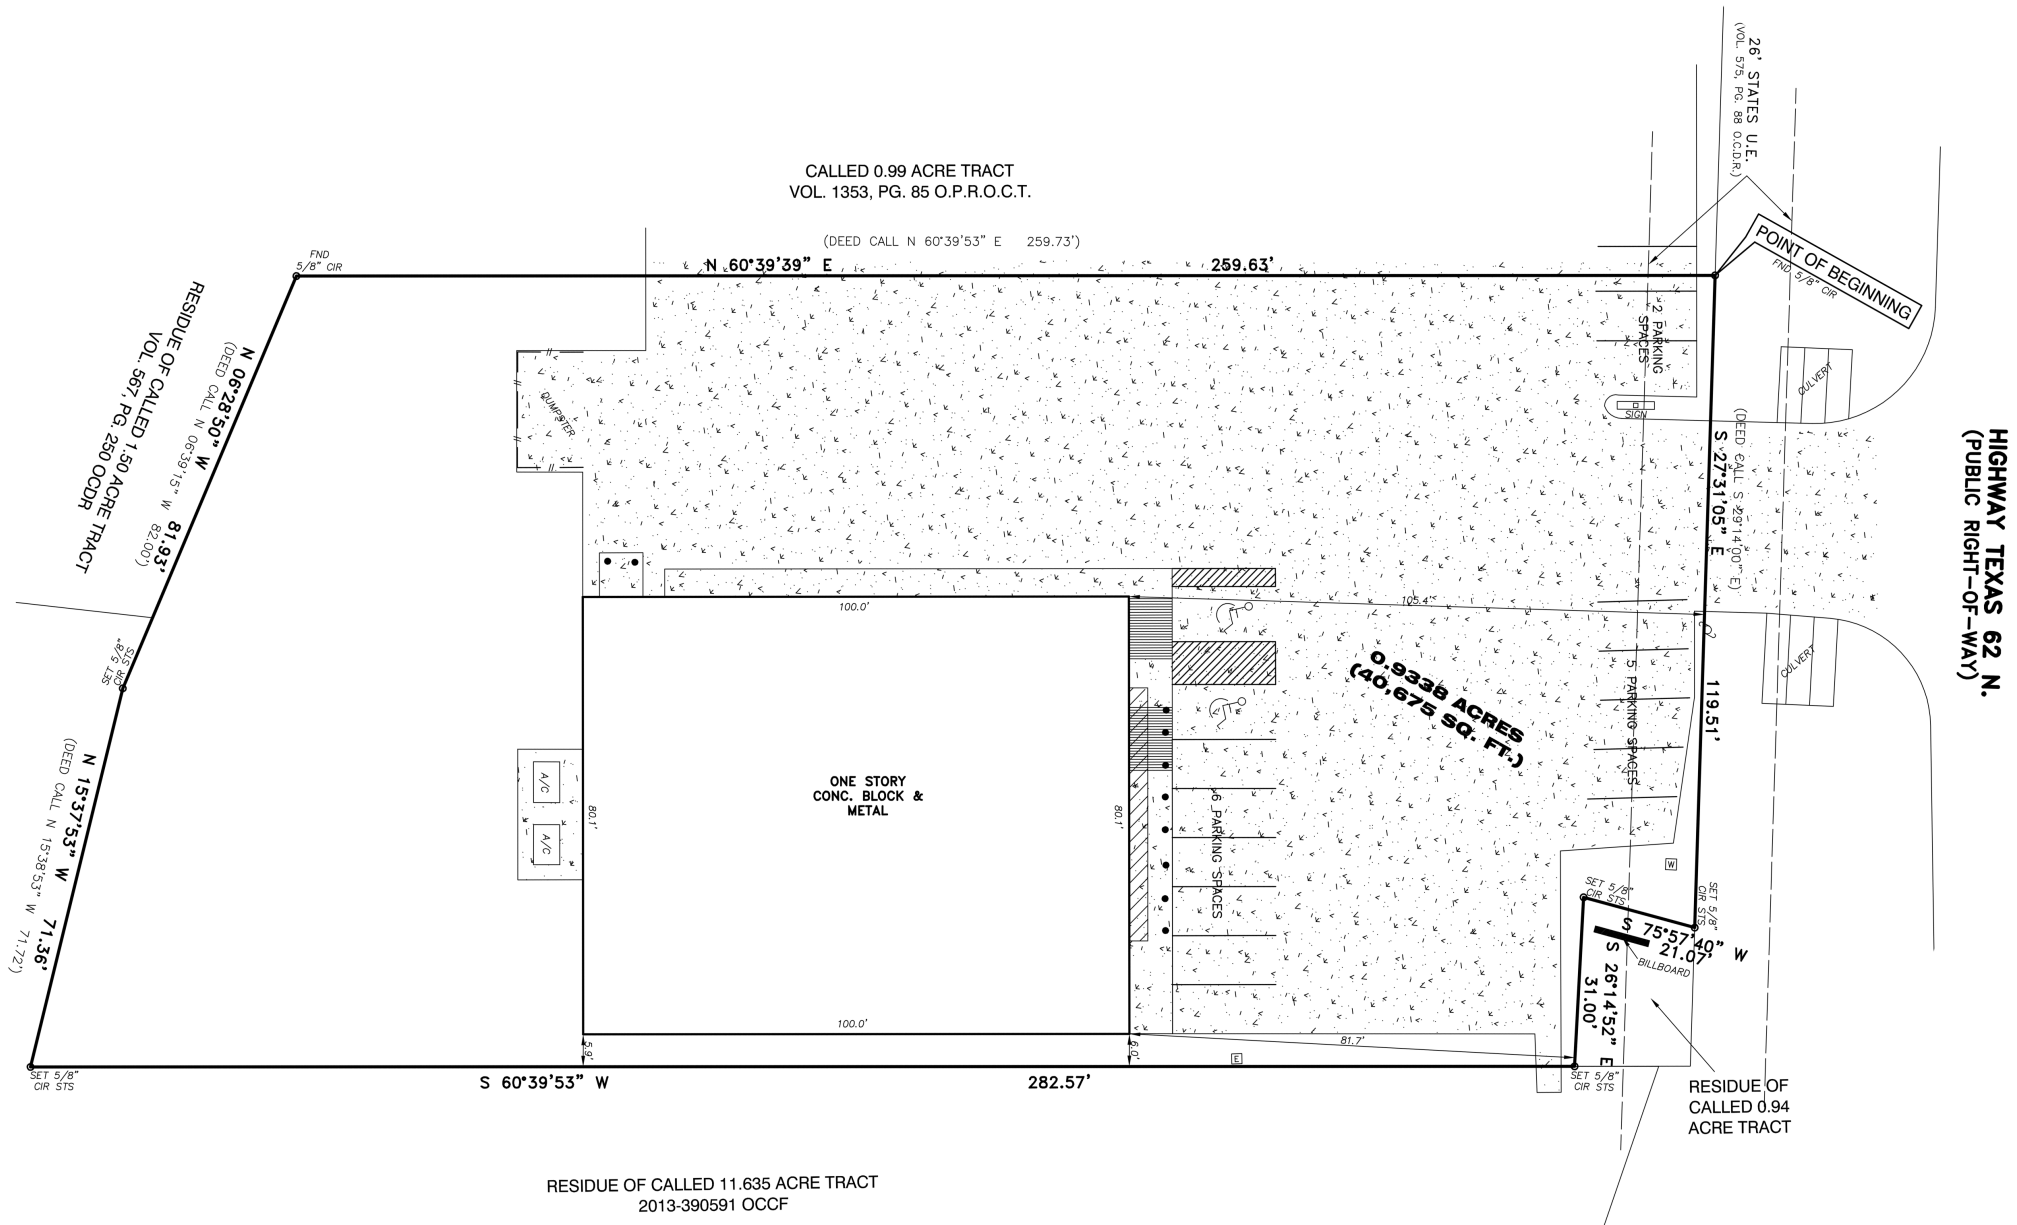 26' STATES U.E.
(VOL. 575, PG. 88 O.C.D.R.)
CALLED 0.99 ACRE TRACT
VOL. 1353, PG. 85 O.P.R.O.C.T.
(DEED CALL N 60°39'53" E 259.73')
N 60°39'39" E 259.63'
FND
5/8" CIR
POINT OF BEGINNING
FND 5/8" CIR
2 PARKING
SPACES
SIGN
CULVERT
HIGHWAY TEXAS 62 N.
(PUBLIC RIGHT-OF-WAY)
(DEED CALL S 29°14'00" E)
S 27°31'05" E 119.51'
RESIDUE OF CALLED 1.50 ACRE TRACT
VOL. 567, PG. 250 OCDR
N 06°28'50" W 81.93'
(DEED CALL N 06°39'15" W 82.00')
DUMPSTER
100.0'
105.4'
CULVERT
5 PARKING SPACES
0.9338 ACRES
(40,675 SQ. FT.)
SET 5/8"
CIR STS
N 15°37'53" W 71.36'
(DEED CALL N 15°38'53" W 71.72')
A/C
A/C
80.1'
ONE STORY
CONC. BLOCK &
METAL
80.1'
6 PARKING SPACES
W
SET 5/8"
CIR STS
SET 5/8"
CIR STS
S 75°57'40" W
21.07'
BILLBOARD
S 26°14'52" E
31.00'
100.0'
5.9'
6.0'
81.7'
E
SET 5/8"
CIR STS
S 60°39'53" W 282.57'
SET 5/8"
CIR STS
RESIDUE OF
CALLED 0.94
ACRE TRACT
RESIDUE OF CALLED 11.635 ACRE TRACT
2013-390591 OCCF